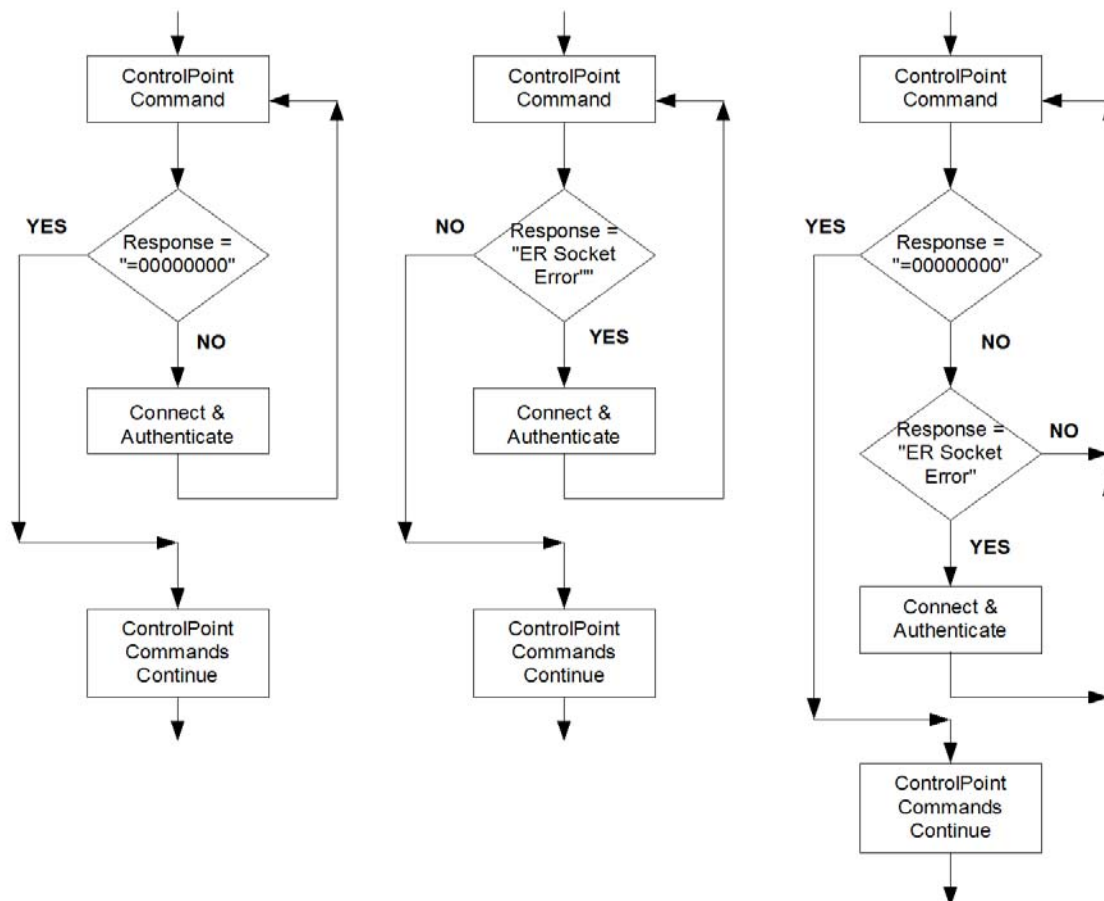 ControlPoint
Command
YES
Response =
"=00000000"
NO
Connect &
Authenticate
ControlPoint
Commands
Continue
ControlPoint
Command
NO
Response =
"ER Socket
Error""
YES
Connect &
Authenticate
ControlPoint
Commands
Continue
ControlPoint
Command
YES
Response =
"=00000000"
NO
Response =
"ER Socket
Error"
NO
YES
Connect &
Authenticate
ControlPoint
Commands
Continue